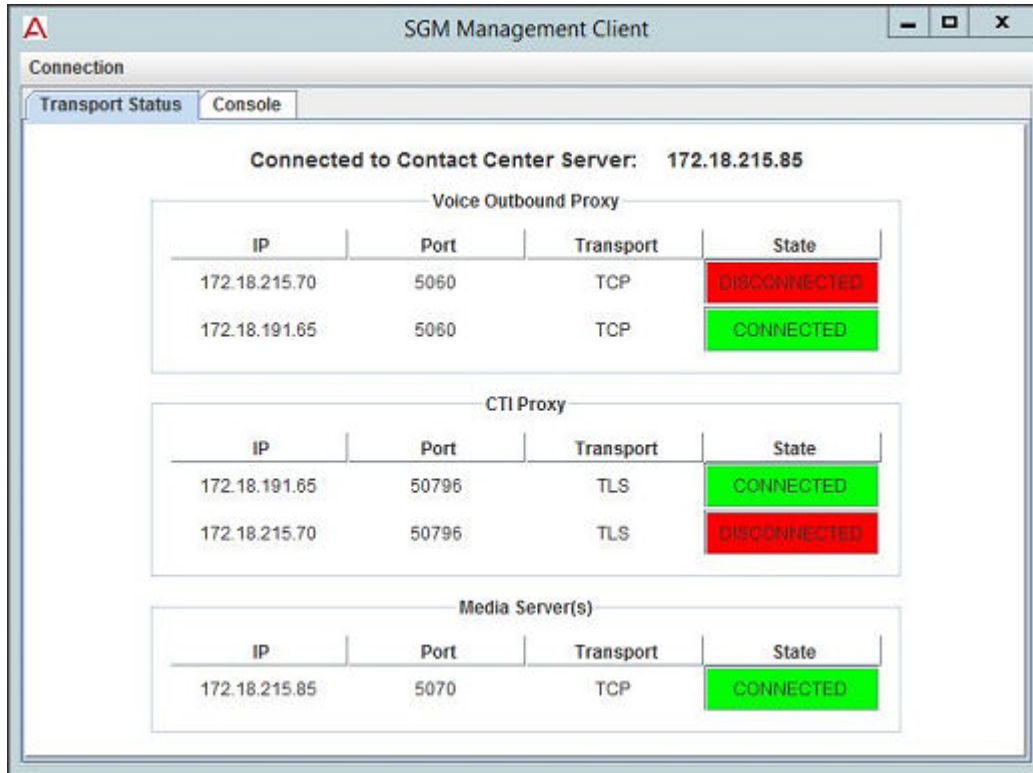 SGM Management Client
Connection
Transport Status Console
Connected to Contact Center Server: 172.18.215.85
Voice Outbound Proxy
IP Port Transport State
172.18.215.70 5060 TCP DISCONNECTED
172.18.191.65 5060 TCP CONNECTED
CTI Proxy
IP Port Transport State
172.18.191.65 50796 TLS CONNECTED
172.18.215.70 50796 TLS DISCONNECTED
Media Server(s)
IP Port Transport State
172.18.215.85 5070 TCP CONNECTED